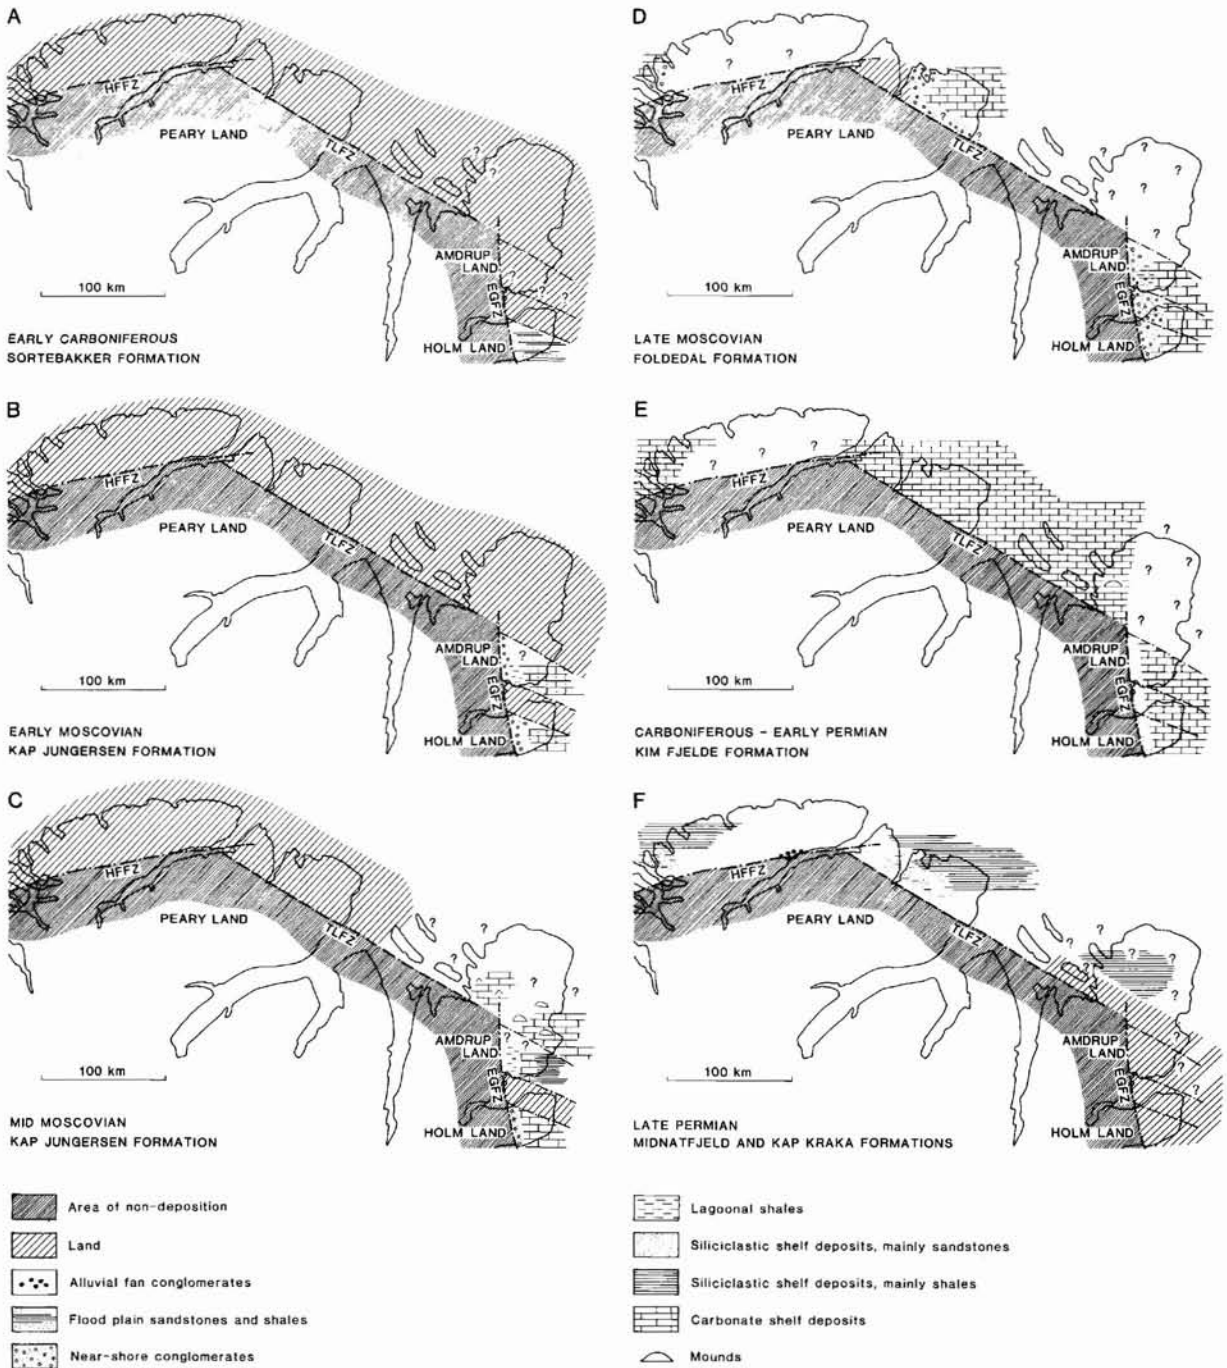 A
HFFZ
PEARY LAND
TLFZ
?
?
AMDRUP
LAND
EGFZ
?
?
?
HOLM LAND
100 km
EARLY CARBONIFEROUS
SORTEBAKKER FORMATION
B
HFFZ
PEARY LAND
TLFZ
AMDRUP
LAND
?
EGFZ
HOLM LAND
100 km
EARLY MOSCOVIAN
KAP JUNGERSEN FORMATION
C
HFFZ
PEARY LAND
TLFZ
?
?
?
?
?
AMDRUP
LAND
?
?
EGFZ
HOLM LAND
100 km
MID MOSCOVIAN
KAP JUNGERSEN FORMATION
D
?
?
?
HFFZ
PEARY LAND
? ?
TLFZ
?
?
?
?
?
?
?
AMDRUP
LAND
EGFZ
HOLM LAND
100 km
LATE MOSCOVIAN
FOLDEDAL FORMATION
E
?
?
?
HFFZ
PEARY LAND
TLFZ
?
?
?
?
?
?
AMDRUP
LAND
EGFZ
HOLM LAND
100 km
CARBONIFEROUS - EARLY PERMIAN
KIM FJELDE FORMATION
F
HFFZ
PEARY LAND
TLFZ
?
?
?
?
?
AMDRUP
LAND
?
?
EGFZ
HOLM LAND
100 km
LATE PERMIAN
MIDNATFJELD AND KAP KRAKA FORMATIONS
Area of non-deposition
Land
Alluvial fan conglomerates
Flood plain sandstones and shales
Near-shore conglomerates
Lagoonal shales
Siliciclastic shelf deposits, mainly sandstones
Siliciclastic shelf deposits, mainly shales
Carbonate shelf deposits
Mounds